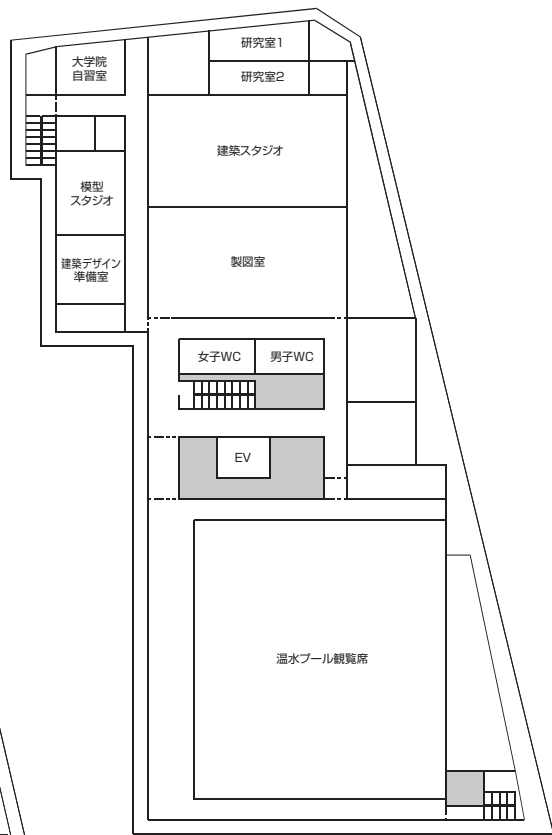 研究室1
大学院
自習室
研究室2
建築スタジオ
模型
スタジオ
建築デザイン
準備室
製図室
女子WC
男子WC
EV
温水プール観覧席